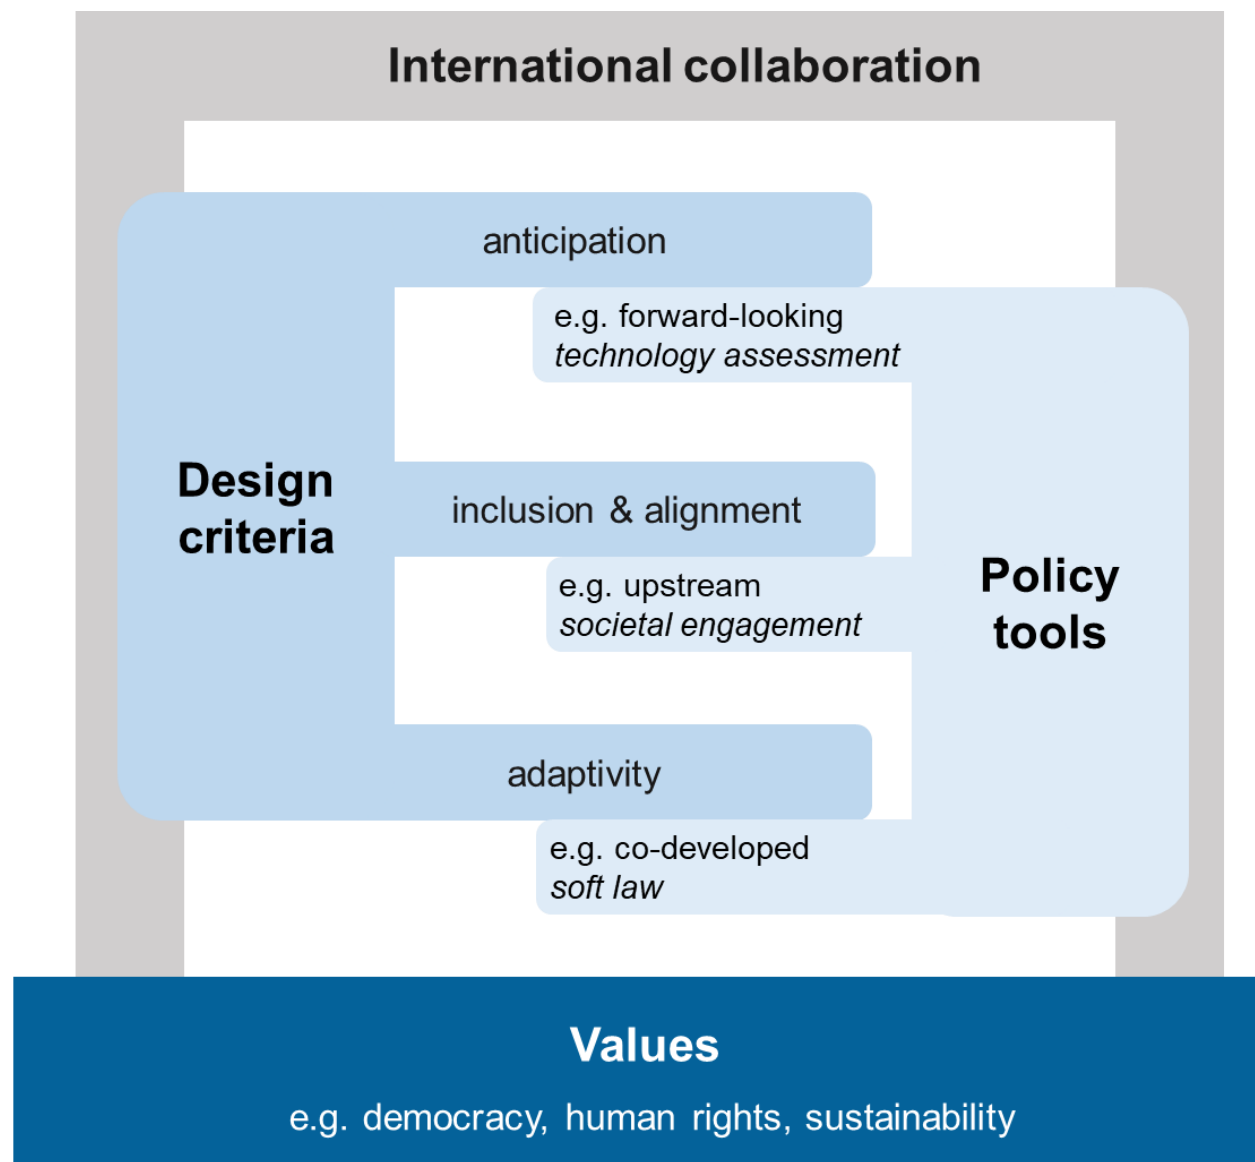 International collaboration
anticipation
e.g. forward-looking
technology assessment
Design
criteria
inclusion & alignment
e.g. upstream
societal engagement
Policy
tools
adaptivity
e.g. co-developed
soft law
Values
e.g. democracy, human rights, sustainability